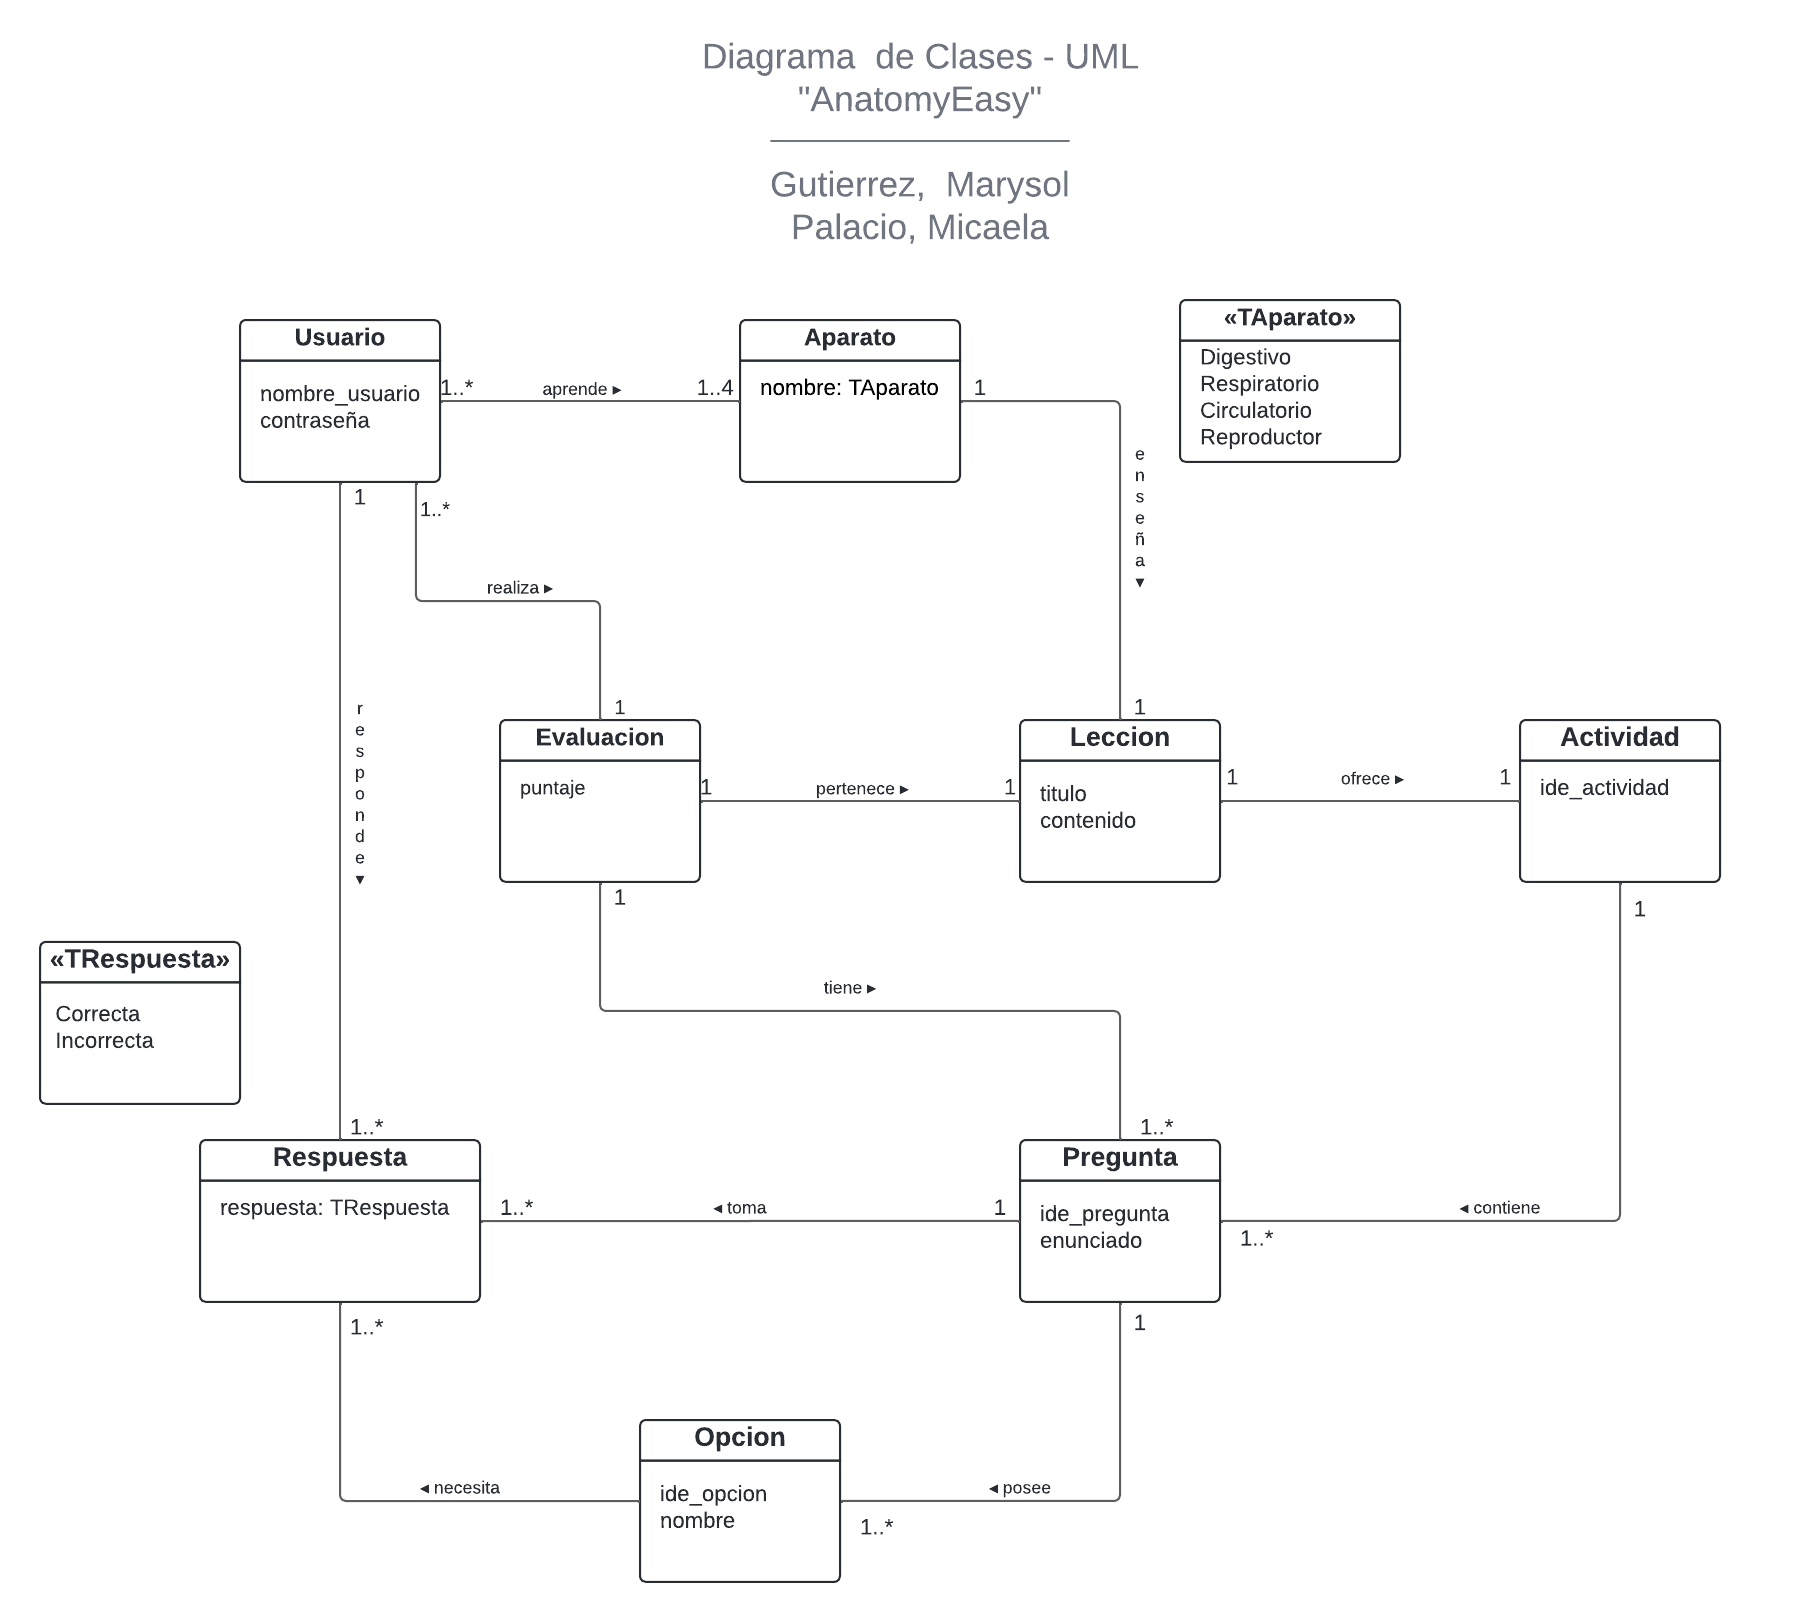 Diagrama  de Clases - UML
"AnatomyEasy"
Gutierrez,  Marysol
Palacio, Micaela
«TAparato»
Digestivo
Respiratorio
Circulatorio
Reproductor
Usuario
nombre_usuario
contraseña
1..*
aprende ►
1..4
Aparato
nombre: TAparato
1
enseña▼
1
1
1..*
realiza ►
1
responde▼
1..*
Evaluacion
puntaje
1
pertenece ►
1
Leccion
titulo
contenido
1
ofrece ►
1
Actividad
ide_actividad
1
1
tiene ►
1..*
«TRespuesta»
Correcta
Incorrecta
Respuesta
respuesta: TRespuesta
1..*
◄ toma
1
Pregunta
ide_pregunta
enunciado
◄ contiene
1..*
1..*
1
◄ necesita
Opcion
ide_opcion
nombre
◄ posee
1..*